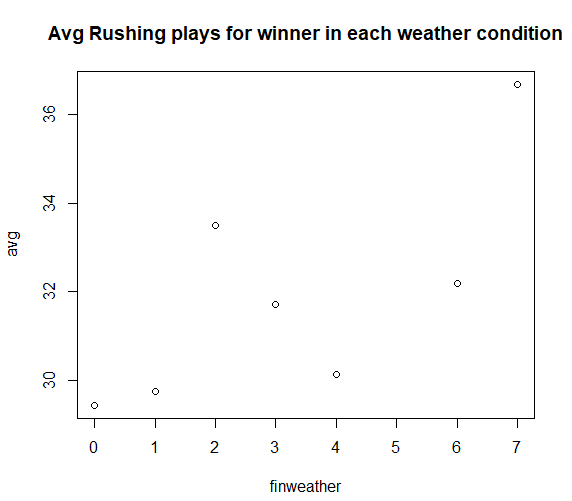 Avg Rushing plays for winner in each weather condition
avg
36
34
32
30
0 1 2 3 4 5 6 7
finweather